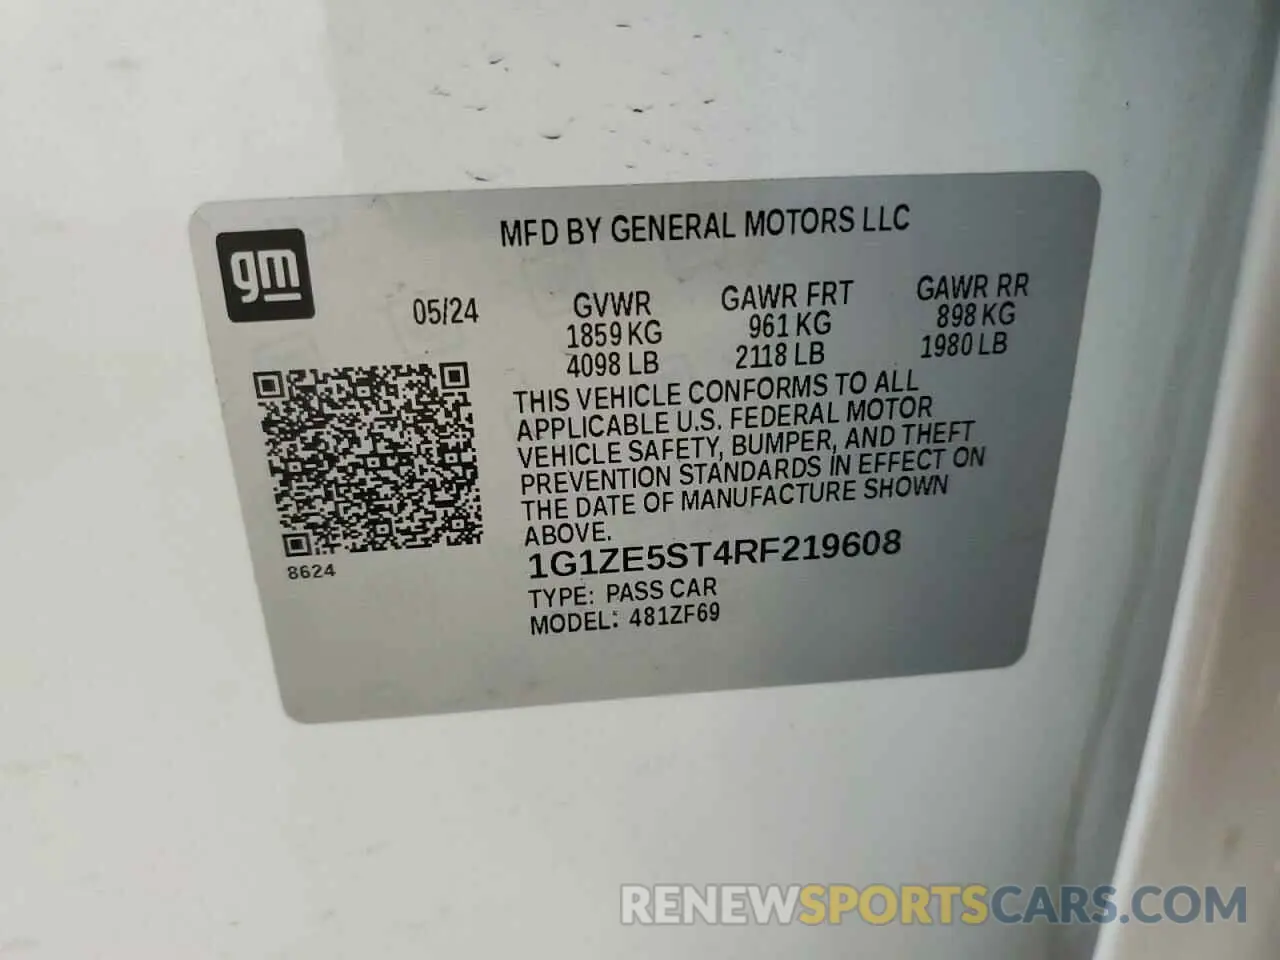 MFD BY GENERAL MOTORS LLC
gm
05/24
GVWR GAWR FRT GAWR RR
1859 KG 961 KG 898 KG
4098 LB 2118 LB 1980 LB
THIS VEHICLE CONFORMS TO ALL
APPLICABLE U.S. FEDERAL MOTOR
VEHICLE SAFETY, BUMPER, AND THEFT
PREVENTION STANDARDS IN EFFECT ON
THE DATE OF MANUFACTURE SHOWN
ABOVE.
1G1ZE5ST4RF219608
8624
TYPE: PASS CAR
MODEL: 481ZF69
RENEWSPORTSCARS.COM